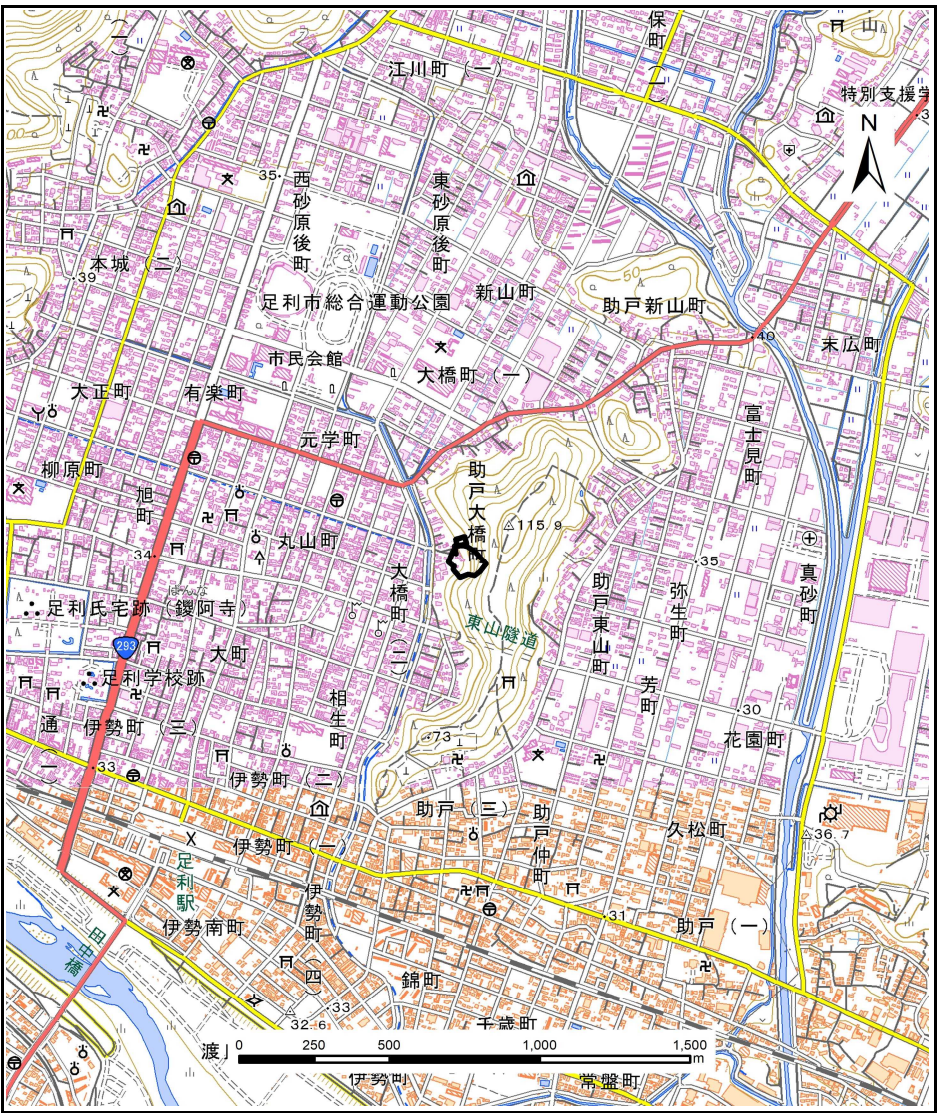 保町(一)
山
江川町(二)
特別支援学
N
35
西砂原後町
東砂原後町
本城(二)
39
50
新山町
足利市総合運動公園
助戸新山町
40
末広町
市民会館
大橋町(一)
大正町
有楽町
富士見町
元学町
柳原町
助戸大橋町
旭町
115.9
丸山町
34
35
大橋町(二)
助戸東山町
弥生町
真砂町
ばんな
足利氏宅跡(鑁阿寺)
東山隧道
293
大町
足利学校跡
相生町
芳町
30
通(一)
伊勢町(三)
73
花園町
33
伊勢町(二)
助戸(三)
助戸仲町
久松町
36.7
伊勢町(一)
足利駅
伊勢町(四)
31
伊勢南町
助戸(一)
田中橋
錦町
33
32.6
千歳町
渡」
0 250 500 1,000 1,500
m
伊勢町
常盤町